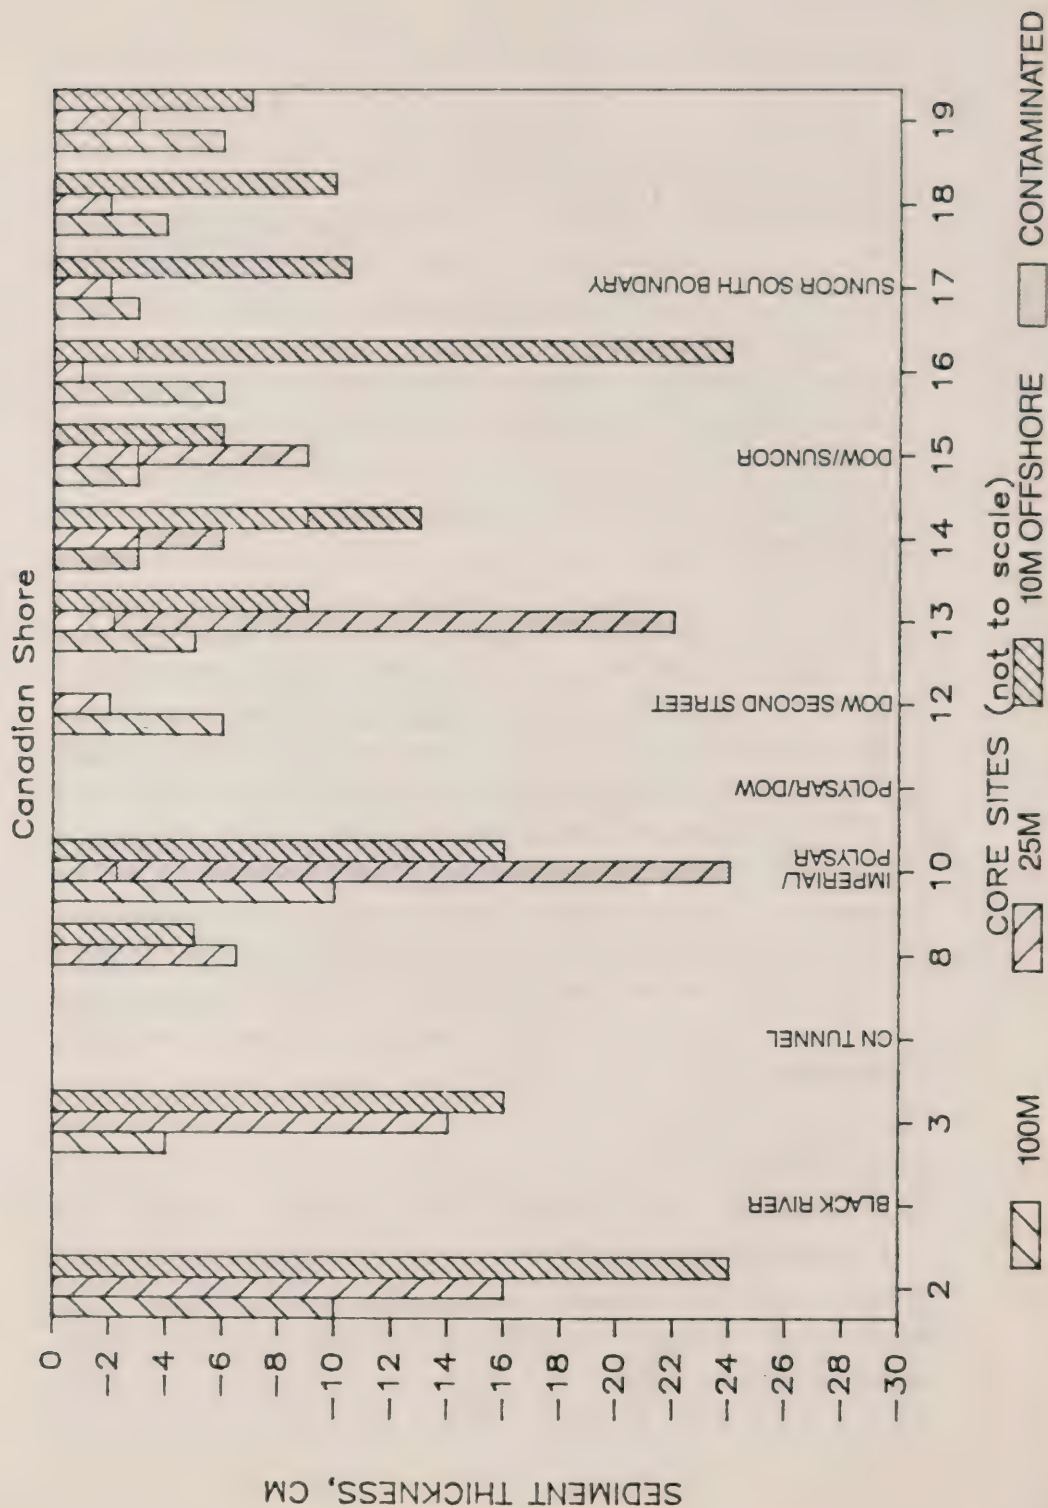 Canadian Shore
0
-2
-4
-6
-8
-10
-12
-14
-16
-18
-20
-22
-24
-26
-28
-30
SEDIMENT THICKNESS, CM
BLACK RIVER
CN TUNNEL
IMPERIAL/
POLYSAR
POLYSAR/DOW
DOW SECOND STREET
DOW/SUNCOR
SUNCOR SOUTH BOUNDARY
2 3 8 10 12 13 14 15 16 17 18 19
CORE SITES (not to scale)
100M 25M 10M OFFSHORE CONTAMINATED